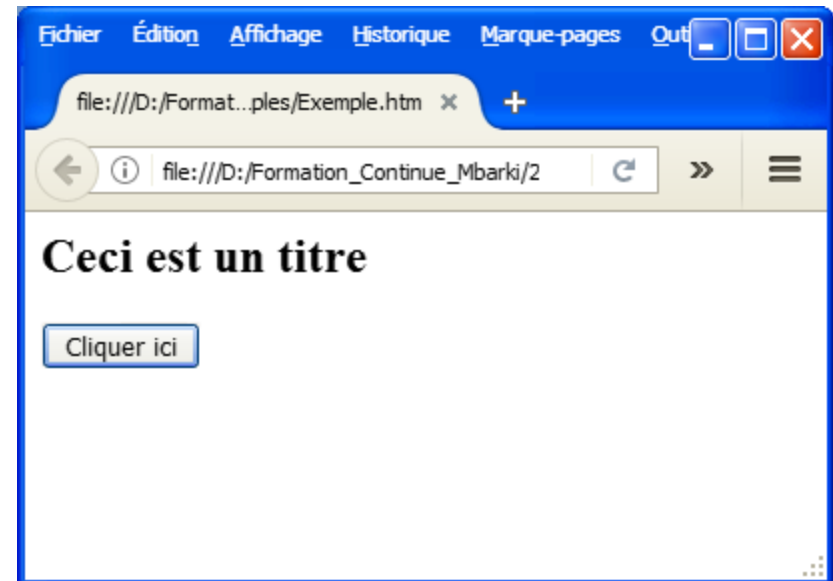 Fichier Édition Affichage Historique Marque-pages Out
file:///D:/Format...ples/Exemple.htm
file:///D:/Formation_Continue_Mbarki/2
Ceci est un titre
Cliquer ici